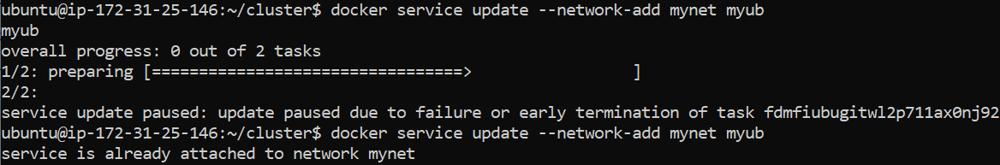 ubuntu@ip-172-31-25-146:~/cluster$ docker service update --network-add mynet myub
myub
overall progress: 0 out of 2 tasks
1/2: preparing [=================================>                 ]
2/2:
service update paused: update paused due to failure or early termination of task fdmfiubugitwl2p711ax0nj92
ubuntu@ip-172-31-25-146:~/cluster$ docker service update --network-add mynet myub
service is already attached to network mynet